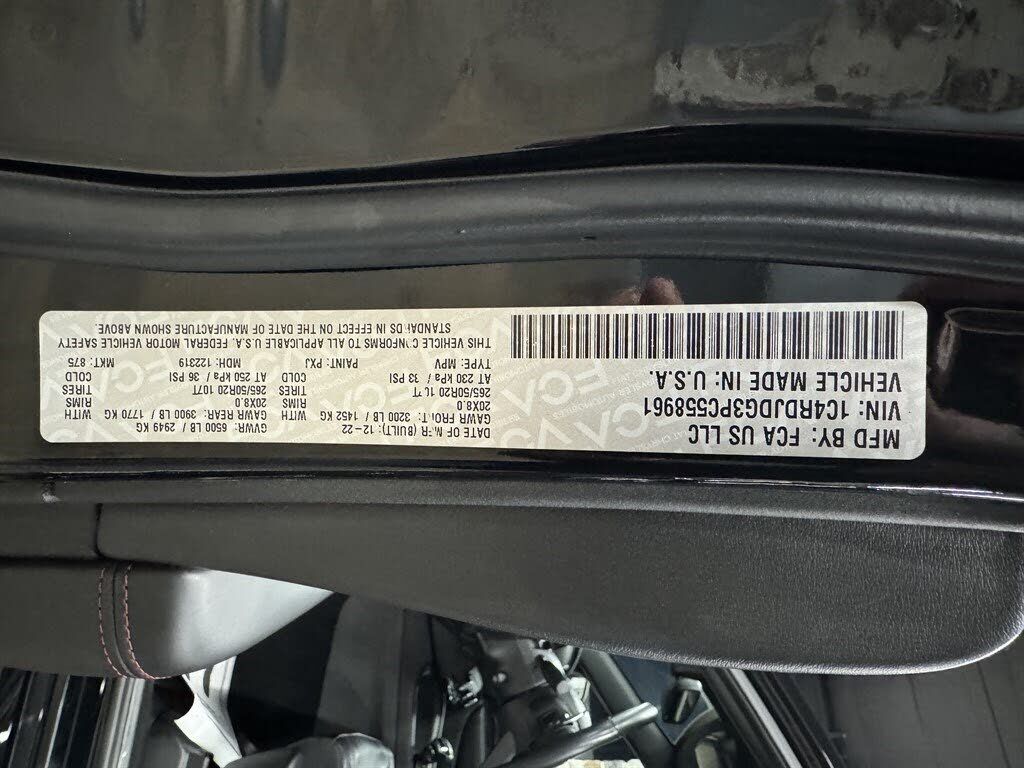 MFD BY: FCA US LLC
VIN: 1C4RDJDG3PC558961
VEHICLE MADE IN: U.S.A.
DATE OF MFR (BUILT): 12-22
GVWR: 6500 LB / 2949 KG
GAWR FRONT: 3200 LB / 1452 KG
GAWR REAR: 3900 LB / 1770 KG WITH
20X8.0
20X8.0 RIMS
265/50R20 107T
TIRES
265/50R20 107T TIRES
AT 230 kPa / 33 PSI
COLD
AT 250 kPa / 36 PSI COLD
TYPE: MPV
PAINT: PXJ
MDH: 122319
MKT: 875
THIS VEHICLE CONFORMS TO ALL APPLICABLE U.S.A. FEDERAL MOTOR VEHICLE SAFETY
STANDARDS IN EFFECT ON THE DATE OF MANUFACTURE SHOWN ABOVE.